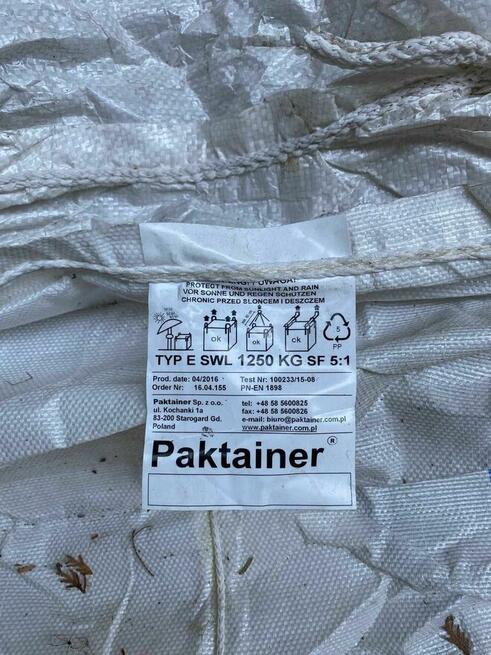 PROTECT FROM SUNLIGHT AND RAIN
VOR SONNE UND REGEN SCHÜTZEN
CHRONIC PRZED SŁOŃCEM I DESZCZEM
ok ok ok 5
PP
TYP E SWL 1250 KG SF 5:1
Prod. date: 04/2016 Test Nr: 100233/15-08
Order Nr: 16.04.155 PN-EN 1898
Paktainer Sp. z o.o. tel: +48 58 5600825
ul. Kochanki 1a fax: +48 58 5600826
83-200 Starogard Gd. e-mail: biuro@paktainer.com.pl
Poland www.paktainer.com.pl
Paktainer ®